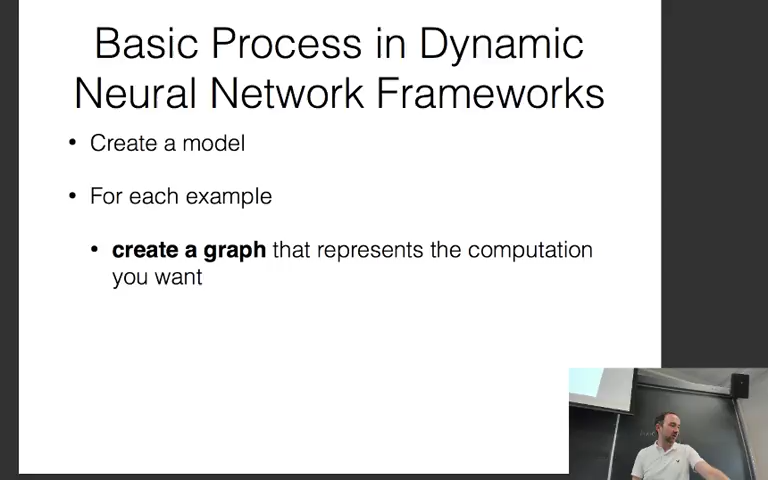 Basic Process in Dynamic
Neural Network Frameworks
• Create a model
• For each example
• create a graph that represents the computation
you want